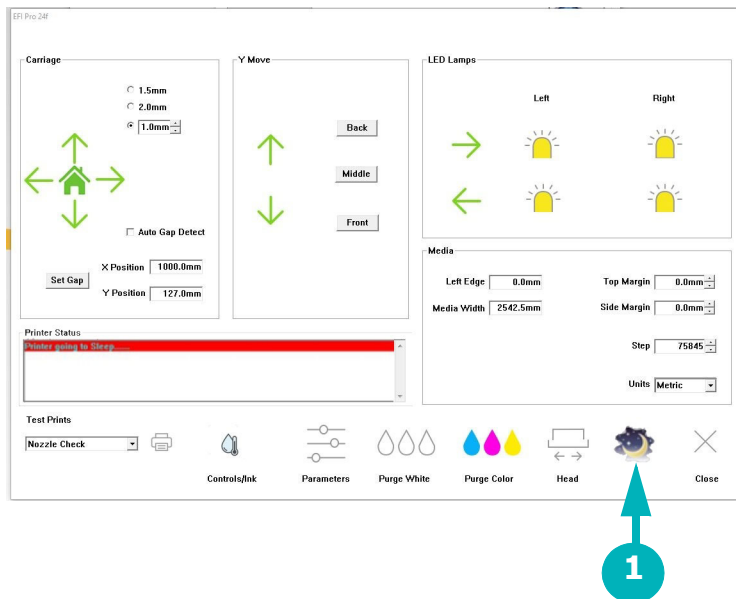 EFI Pro 24f
Carriage
1.5mm
2.0mm
1.0mm
Auto Gap Detect
Set Gap
X Position 1000.0mm
Y Position 127.0mm
Y Move
Back
Middle
Front
LED Lamps
Left Right
Media
Left Edge 0.0mm
Top Margin 0.0mm
Media Width 2542.5mm
Side Margin 0.0mm
Step 75845
Units Metric
Printer Status
Printer going to Sleep......
Test Prints
Nozzle Check
Controls/Ink
Parameters
Purge White
Purge Color
Head
Close
1